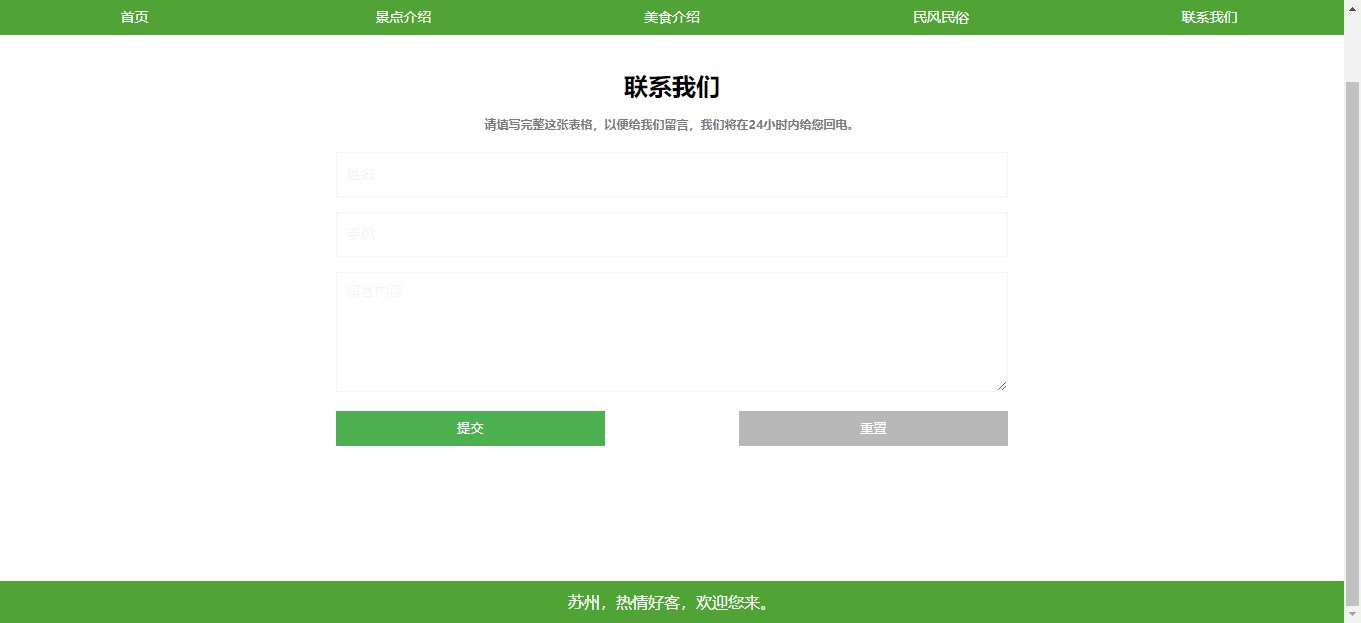 首页 景点介绍 美食介绍 民风民俗 联系我们
联系我们
请填写完整这张表格，以便给我们留言，我们将在24小时内给您回电。
姓名
手机
留言内容
提交 重置
苏州，热情好客，欢迎您来。